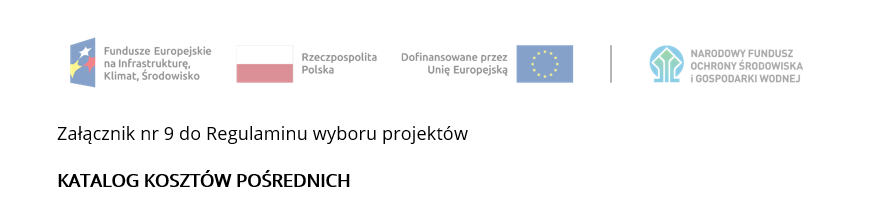 Fundusze Europejskie
na Infrastrukturę,
Klimat, Środowisko
Rzeczpospolita
Polska
Dofinansowane przez
Unię Europejską
NARODOWY FUNDUSZ
OCHRONY ŚRODOWISKA
i GOSPODARKI WODNEJ
Załącznik nr 9 do Regulaminu wyboru projektów
KATALOG KOSZTÓW POŚREDNICH